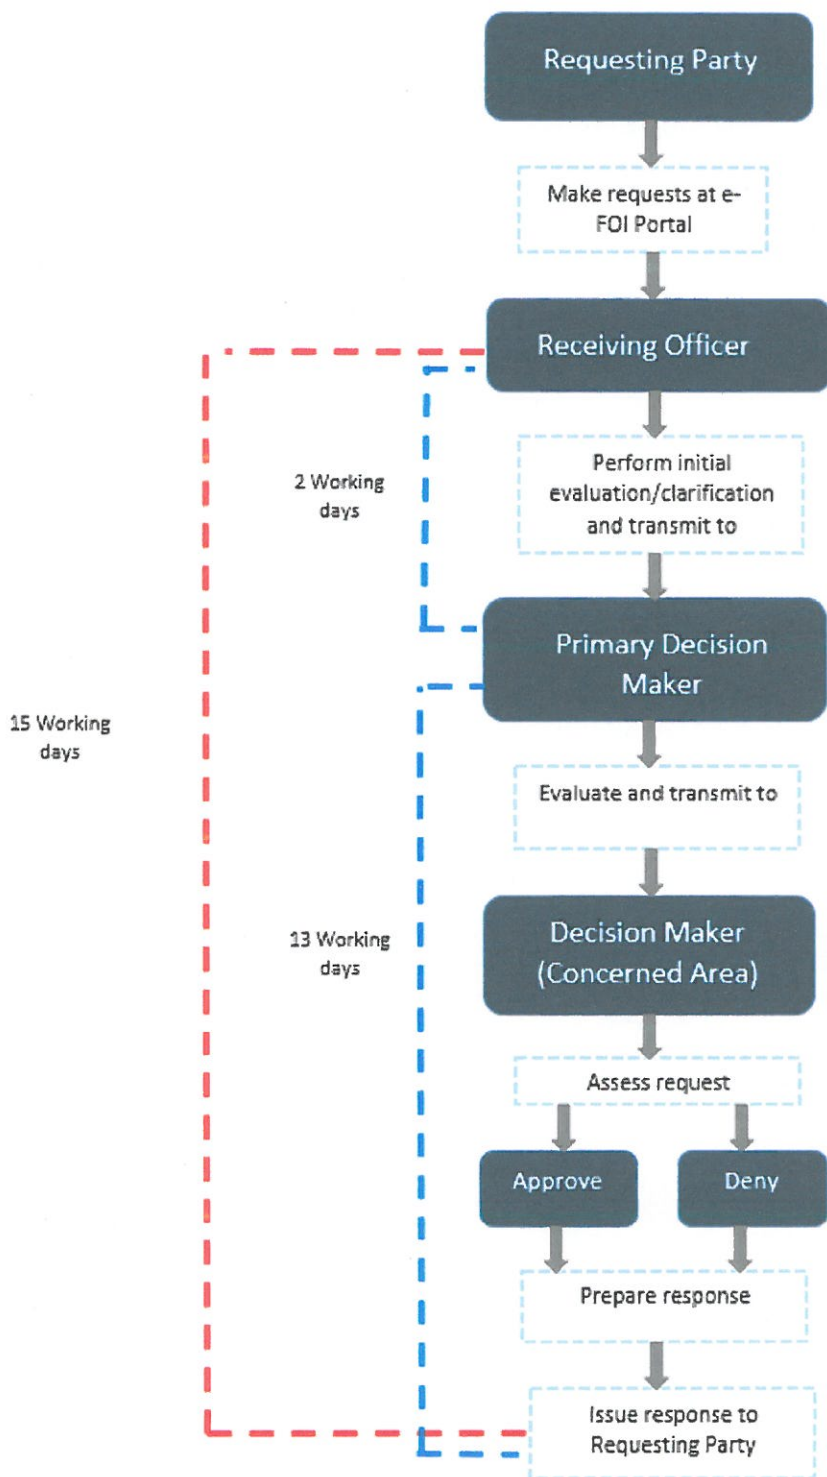 Requesting Party
Make requests at e-
FOI Portal
Receiving Officer
2 Working
days
Perform initial
evaluation/clarification
and transmit to
Primary Decision
Maker
15 Working
days
Evaluate and transmit to
13 Working
days
Decision Maker
(Concerned Area)
Assess request
Approve
Deny
Prepare response
Issue response to
Requesting Party